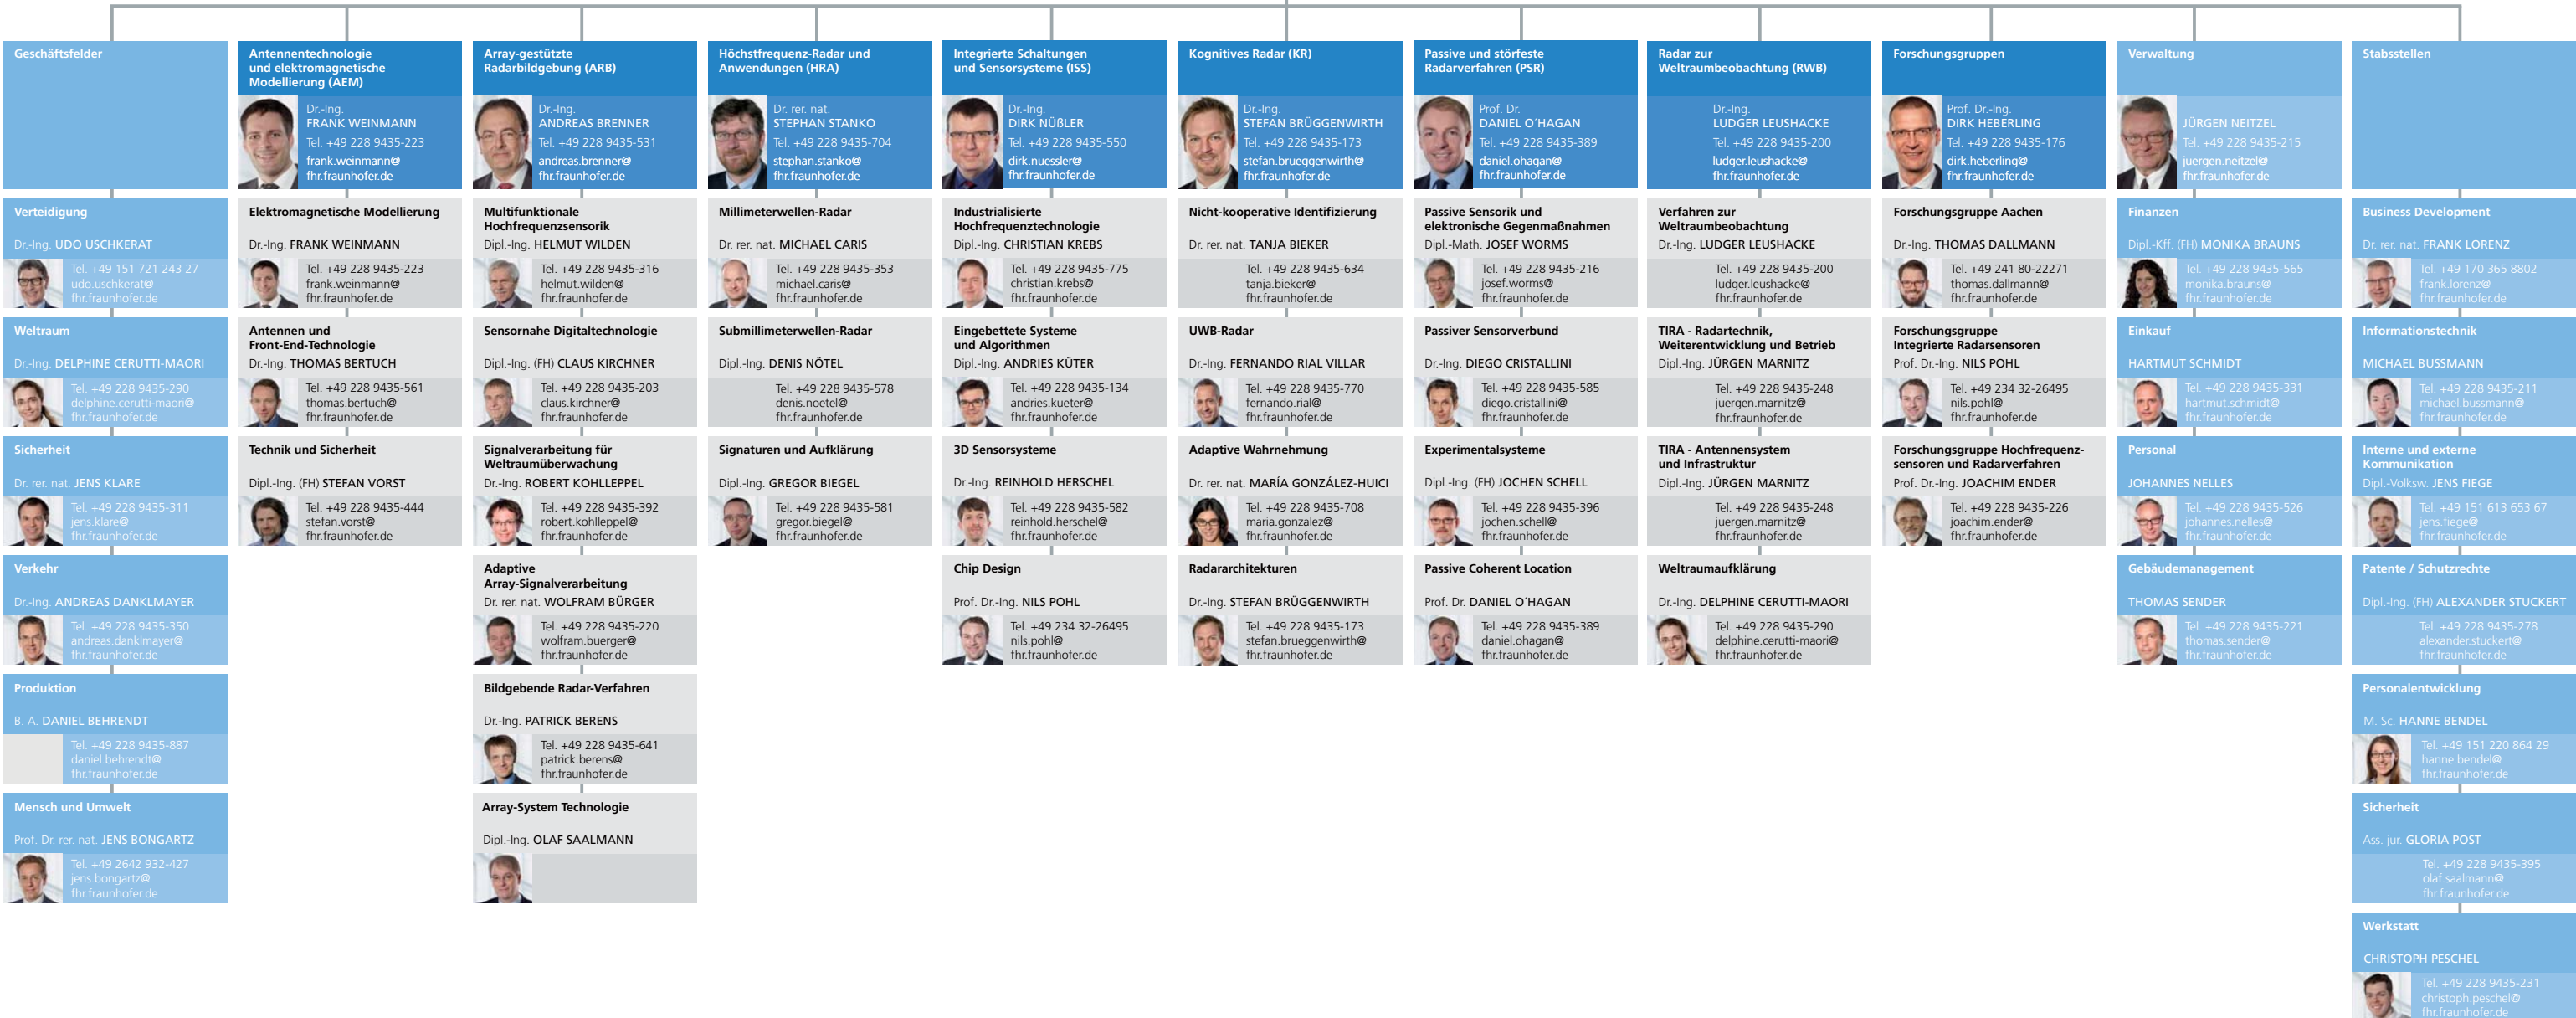 Geschäftsfelder
Verteidigung
Dr.-Ing. UDO USCHKERAT
Tel. +49 151 721 243 27
udo.uschkerat@
fhr.fraunhofer.de
Weltraum
Dr.-Ing. DELPHINE CERUTTI-MAORI
Tel. +49 228 9435-290
delphine.cerutti-maori@
fhr.fraunhofer.de
Sicherheit
Dr. rer. nat. JENS KLARE
Tel. +49 228 9435-311
jens.klare@
fhr.fraunhofer.de
Verkehr
Dr.-Ing. ANDREAS DANKLMAYER
Tel. +49 228 9435-350
andreas.danklmayer@
fhr.fraunhofer.de
Produktion
B. A. DANIEL BEHRENDT
Tel. +49 228 9435-887
daniel.behrendt@
fhr.fraunhofer.de
Mensch und Umwelt
Prof. Dr. rer. nat. JENS BONGARTZ
Tel. +49 2642 932-427
jens.bongartz@
fhr.fraunhofer.de
Antennentechnologie
und elektromagnetische
Modellierung (AEM)
Dr.-Ing.
FRANK WEINMANN
Tel. +49 228 9435-223
frank.weinmann@
fhr.fraunhofer.de
Elektromagnetische Modellierung
Dr.-Ing. FRANK WEINMANN
Tel. +49 228 9435-223
frank.weinmann@
fhr.fraunhofer.de
Antennen und
Front-End-Technologie
Dr.-Ing. THOMAS BERTUCH
Tel. +49 228 9435-561
thomas.bertuch@
fhr.fraunhofer.de
Technik und Sicherheit
Dipl.-Ing. (FH) STEFAN VORST
Tel. +49 228 9435-444
stefan.vorst@
fhr.fraunhofer.de
Array-gestützte
Radarbildgebung (ARB)
Dr.-Ing.
ANDREAS BRENNER
Tel. +49 228 9435-531
andreas.brenner@
fhr.fraunhofer.de
Multifunktionale
Hochfrequenzsensorik
Dipl.-Ing. HELMUT WILDEN
Tel. +49 228 9435-316
helmut.wilden@
fhr.fraunhofer.de
Sensornahe Digitaltechnologie
Dipl.-Ing. (FH) CLAUS KIRCHNER
Tel. +49 228 9435-203
claus.kirchner@
fhr.fraunhofer.de
Signalverarbeitung für
Weltraumüberwachung
Dr.-Ing. ROBERT KOHLLEPPEL
Tel. +49 228 9435-392
robert.kohlleppel@
fhr.fraunhofer.de
Adaptive
Array-Signalverarbeitung
Dr. rer. nat. WOLFRAM BÜRGER
Tel. +49 228 9435-220
wolfram.buerger@
fhr.fraunhofer.de
Bildgebende Radar-Verfahren
Dr.-Ing. PATRICK BERENS
Tel. +49 228 9435-641
patrick.berens@
fhr.fraunhofer.de
Array-System Technologie
Dipl.-Ing. OLAF SAALMANN
Höchstfrequenz-Radar und
Anwendungen (HRA)
Dr. rer. nat.
STEPHAN STANKO
Tel. +49 228 9435-704
stephan.stanko@
fhr.fraunhofer.de
Millimeterwellen-Radar
Dr. rer. nat. MICHAEL CARIS
Tel. +49 228 9435-353
michael.caris@
fhr.fraunhofer.de
Submillimeterwellen-Radar
Dipl.-Ing. DENIS NÖTEL
Tel. +49 228 9435-578
denis.noetel@
fhr.fraunhofer.de
Signaturen und Aufklärung
Dipl.-Ing. GREGOR BIEGEL
Tel. +49 228 9435-581
gregor.biegel@
fhr.fraunhofer.de
Integrierte Schaltungen
und Sensorsysteme (ISS)
Dr.-Ing.
DIRK NÜßLER
Tel. +49 228 9435-550
dirk.nuessler@
fhr.fraunhofer.de
Industrialisierte
Hochfrequenztechnologie
Dipl.-Ing. CHRISTIAN KREBS
Tel. +49 228 9435-775
christian.krebs@
fhr.fraunhofer.de
Eingebettete Systeme
und Algorithmen
Dipl.-Ing. ANDRIES KÜTER
Tel. +49 228 9435-134
andries.kueter@
fhr.fraunhofer.de
3D Sensorsysteme
Dr.-Ing. REINHOLD HERSCHEL
Tel. +49 228 9435-582
reinhold.herschel@
fhr.fraunhofer.de
Chip Design
Prof. Dr.-Ing. NILS POHL
Tel. +49 234 32-26495
nils.pohl@
fhr.fraunhofer.de
Kognitives Radar (KR)
Dr.-Ing.
STEFAN BRÜGGENWIRTH
Tel. +49 228 9435-173
stefan.brueggenwirth@
fhr.fraunhofer.de
Nicht-kooperative Identifizierung
Dr. rer. nat. TANJA BIEKER
Tel. +49 228 9435-634
tanja.bieker@
fhr.fraunhofer.de
UWB-Radar
Dr.-Ing. FERNANDO RIAL VILLAR
Tel. +49 228 9435-770
fernando.rial@
fhr.fraunhofer.de
Adaptive Wahrnehmung
Dr. rer. nat. MARÍA GONZÁLEZ-HUICI
Tel. +49 228 9435-708
maria.gonzalez@
fhr.fraunhofer.de
Radararchitekturen
Dr.-Ing. STEFAN BRÜGGENWIRTH
Tel. +49 228 9435-173
stefan.brueggenwirth@
fhr.fraunhofer.de
Passive und störfeste
Radarverfahren (PSR)
Prof. Dr.
DANIEL O´HAGAN
Tel. +49 228 9435-389
daniel.ohagan@
fhr.fraunhofer.de
Passive Sensorik und
elektronische Gegenmaßnahmen
Dipl.-Math. JOSEF WORMS
Tel. +49 228 9435-216
josef.worms@
fhr.fraunhofer.de
Passiver Sensorverbund
Dr.-Ing. DIEGO CRISTALLINI
Tel. +49 228 9435-585
diego.cristallini@
fhr.fraunhofer.de
Experimentalsysteme
Dipl.-Ing. (FH) JOCHEN SCHELL
Tel. +49 228 9435-396
jochen.schell@
fhr.fraunhofer.de
Passive Coherent Location
Prof. Dr. DANIEL O´HAGAN
Tel. +49 228 9435-389
daniel.ohagan@
fhr.fraunhofer.de
Radar zur
Weltraumbeobachtung (RWB)
Dr.-Ing.
LUDGER LEUSHACKE
Tel. +49 228 9435-200
ludger.leushacke@
fhr.fraunhofer.de
Verfahren zur
Weltraumbeobachtung
Dr.-Ing. LUDGER LEUSHACKE
Tel. +49 228 9435-200
ludger.leushacke@
fhr.fraunhofer.de
TIRA - Radartechnik,
Weiterentwicklung und Betrieb
Dipl.-Ing. JÜRGEN MARNITZ
Tel. +49 228 9435-248
juergen.marnitz@
fhr.fraunhofer.de
TIRA - Antennensystem
und Infrastruktur
Dipl.-Ing. JÜRGEN MARNITZ
Tel. +49 228 9435-248
juergen.marnitz@
fhr.fraunhofer.de
Weltraumaufklärung
Dr.-Ing. DELPHINE CERUTTI-MAORI
Tel. +49 228 9435-290
delphine.cerutti-maori@
fhr.fraunhofer.de
Forschungsgruppen
Prof. Dr.-Ing.
DIRK HEBERLING
Tel. +49 228 9435-176
dirk.heberling@
fhr.fraunhofer.de
Forschungsgruppe Aachen
Dr.-Ing. THOMAS DALLMANN
Tel. +49 241 80-22271
thomas.dallmann@
fhr.fraunhofer.de
Forschungsgruppe
Integrierte Radarsensoren
Prof. Dr.-Ing. NILS POHL
Tel. +49 234 32-26495
nils.pohl@
fhr.fraunhofer.de
Forschungsgruppe Hochfrequenz-
sensoren und Radarverfahren
Prof. Dr.-Ing. JOACHIM ENDER
Tel. +49 228 9435-226
joachim.ender@
fhr.fraunhofer.de
Verwaltung
JÜRGEN NEITZEL
Tel. +49 228 9435-215
juergen.neitzel@
fhr.fraunhofer.de
Finanzen
Dipl.-Kff. (FH) MONIKA BRAUNS
Tel. +49 228 9435-565
monika.brauns@
fhr.fraunhofer.de
Einkauf
HARTMUT SCHMIDT
Tel. +49 228 9435-331
hartmut.schmidt@
fhr.fraunhofer.de
Personal
JOHANNES NELLES
Tel. +49 228 9435-526
johannes.nelles@
fhr.fraunhofer.de
Gebäudemanagement
THOMAS SENDER
Tel. +49 228 9435-221
thomas.sender@
fhr.fraunhofer.de
Stabsstellen
Business Development
Dr. rer. nat. FRANK LORENZ
Tel. +49 170 365 8802
frank.lorenz@
fhr.fraunhofer.de
Informationstechnik
MICHAEL BUSSMANN
Tel. +49 228 9435-211
michael.bussmann@
fhr.fraunhofer.de
Interne und externe
Kommunikation
Dipl.-Volksw. JENS FIEGE
Tel. +49 151 613 653 67
jens.fiege@
fhr.fraunhofer.de
Patente / Schutzrechte
Dipl.-Ing. (FH) ALEXANDER STUCKERT
Tel. +49 228 9435-278
alexander.stuckert@
fhr.fraunhofer.de
Personalentwicklung
M. Sc. HANNE BENDEL
Tel. +49 151 220 864 29
hanne.bendel@
fhr.fraunhofer.de
Sicherheit
Ass. jur. GLORIA POST
Tel. +49 228 9435-395
olaf.saalmann@
fhr.fraunhofer.de
Werkstatt
CHRISTOPH PESCHEL
Tel. +49 228 9435-231
christoph.peschel@
fhr.fraunhofer.de